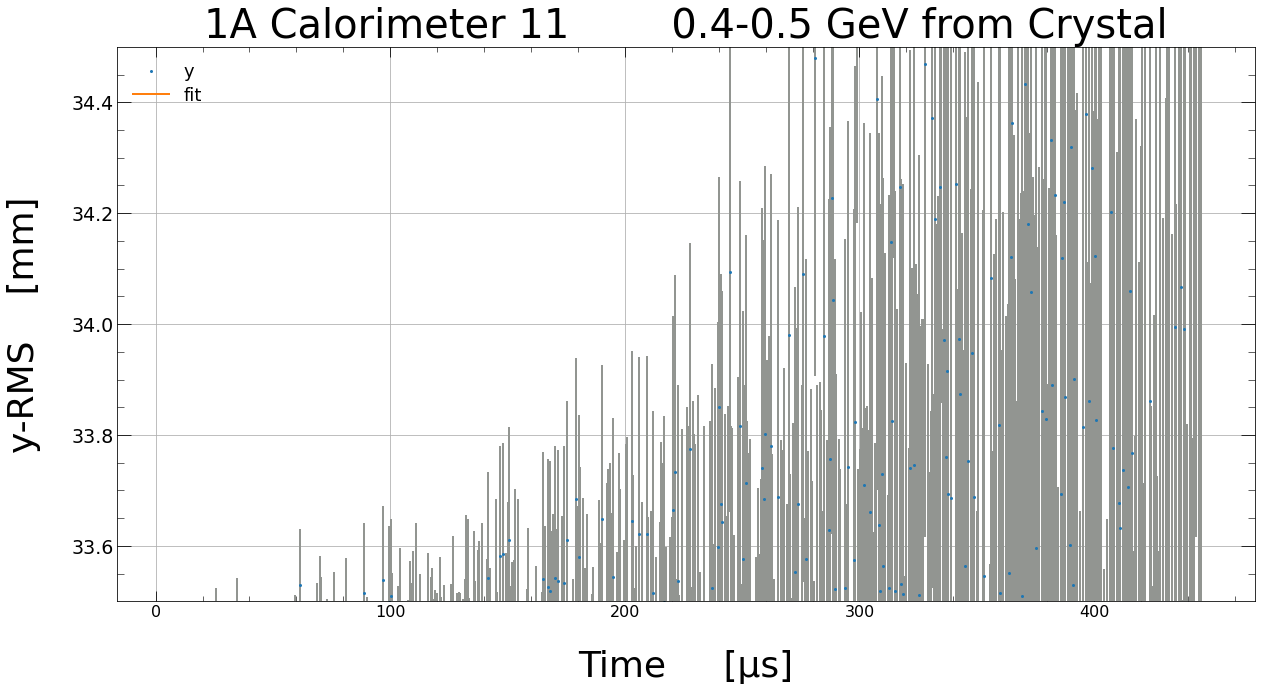 1A Calorimeter 11 0.4-0.5 GeV from Crystal
y
fit
34.4
34.2
34.0
33.8
33.6
y-RMS [mm]
0 100 200 300 400
Time [µs]